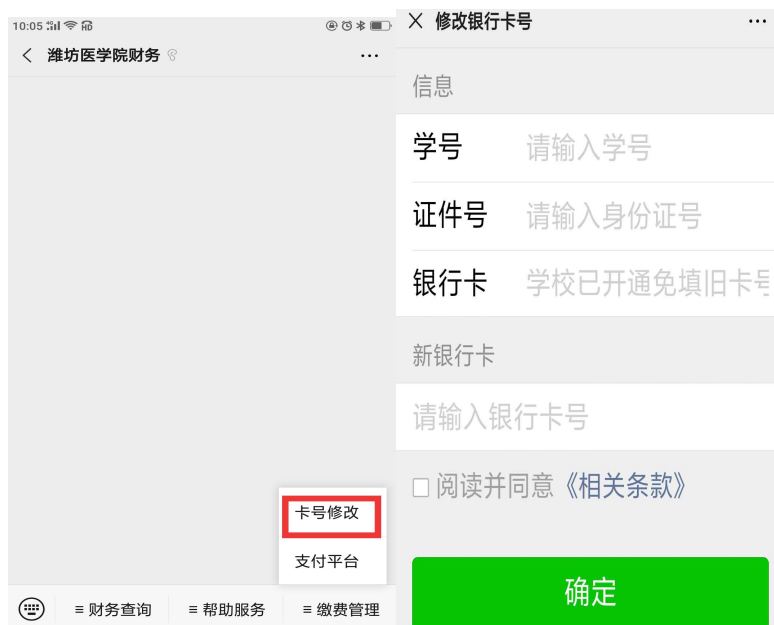 10:05
潍坊医学院财务
卡号修改
支付平台
≡ 财务查询
≡ 帮助服务
≡ 缴费管理
修改银行卡号
信息
学号 请输入学号
证件号 请输入身份证号
银行卡 学校已开通免填旧卡号
新银行卡
请输入银行卡号
阅读并同意《相关条款》
确定